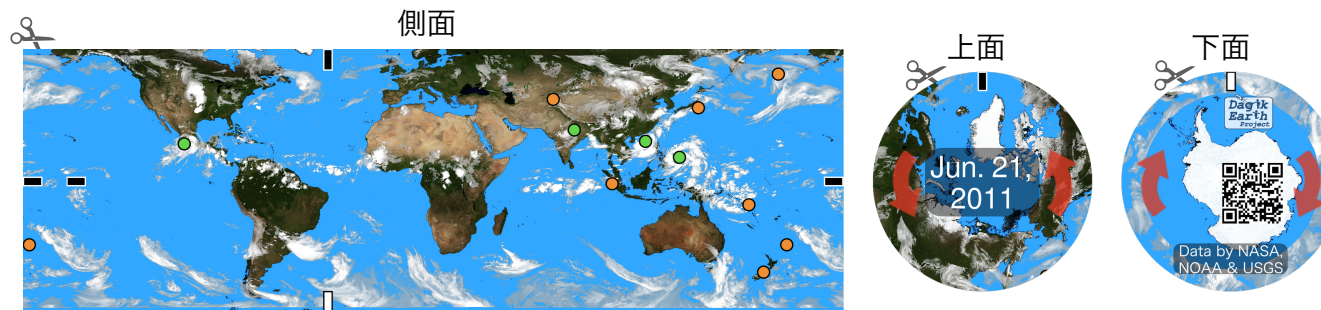 側面
上面
下面
Jun. 21,
2011
Dagik
Earth
Project
Data by NASA,
NOAA & USGS